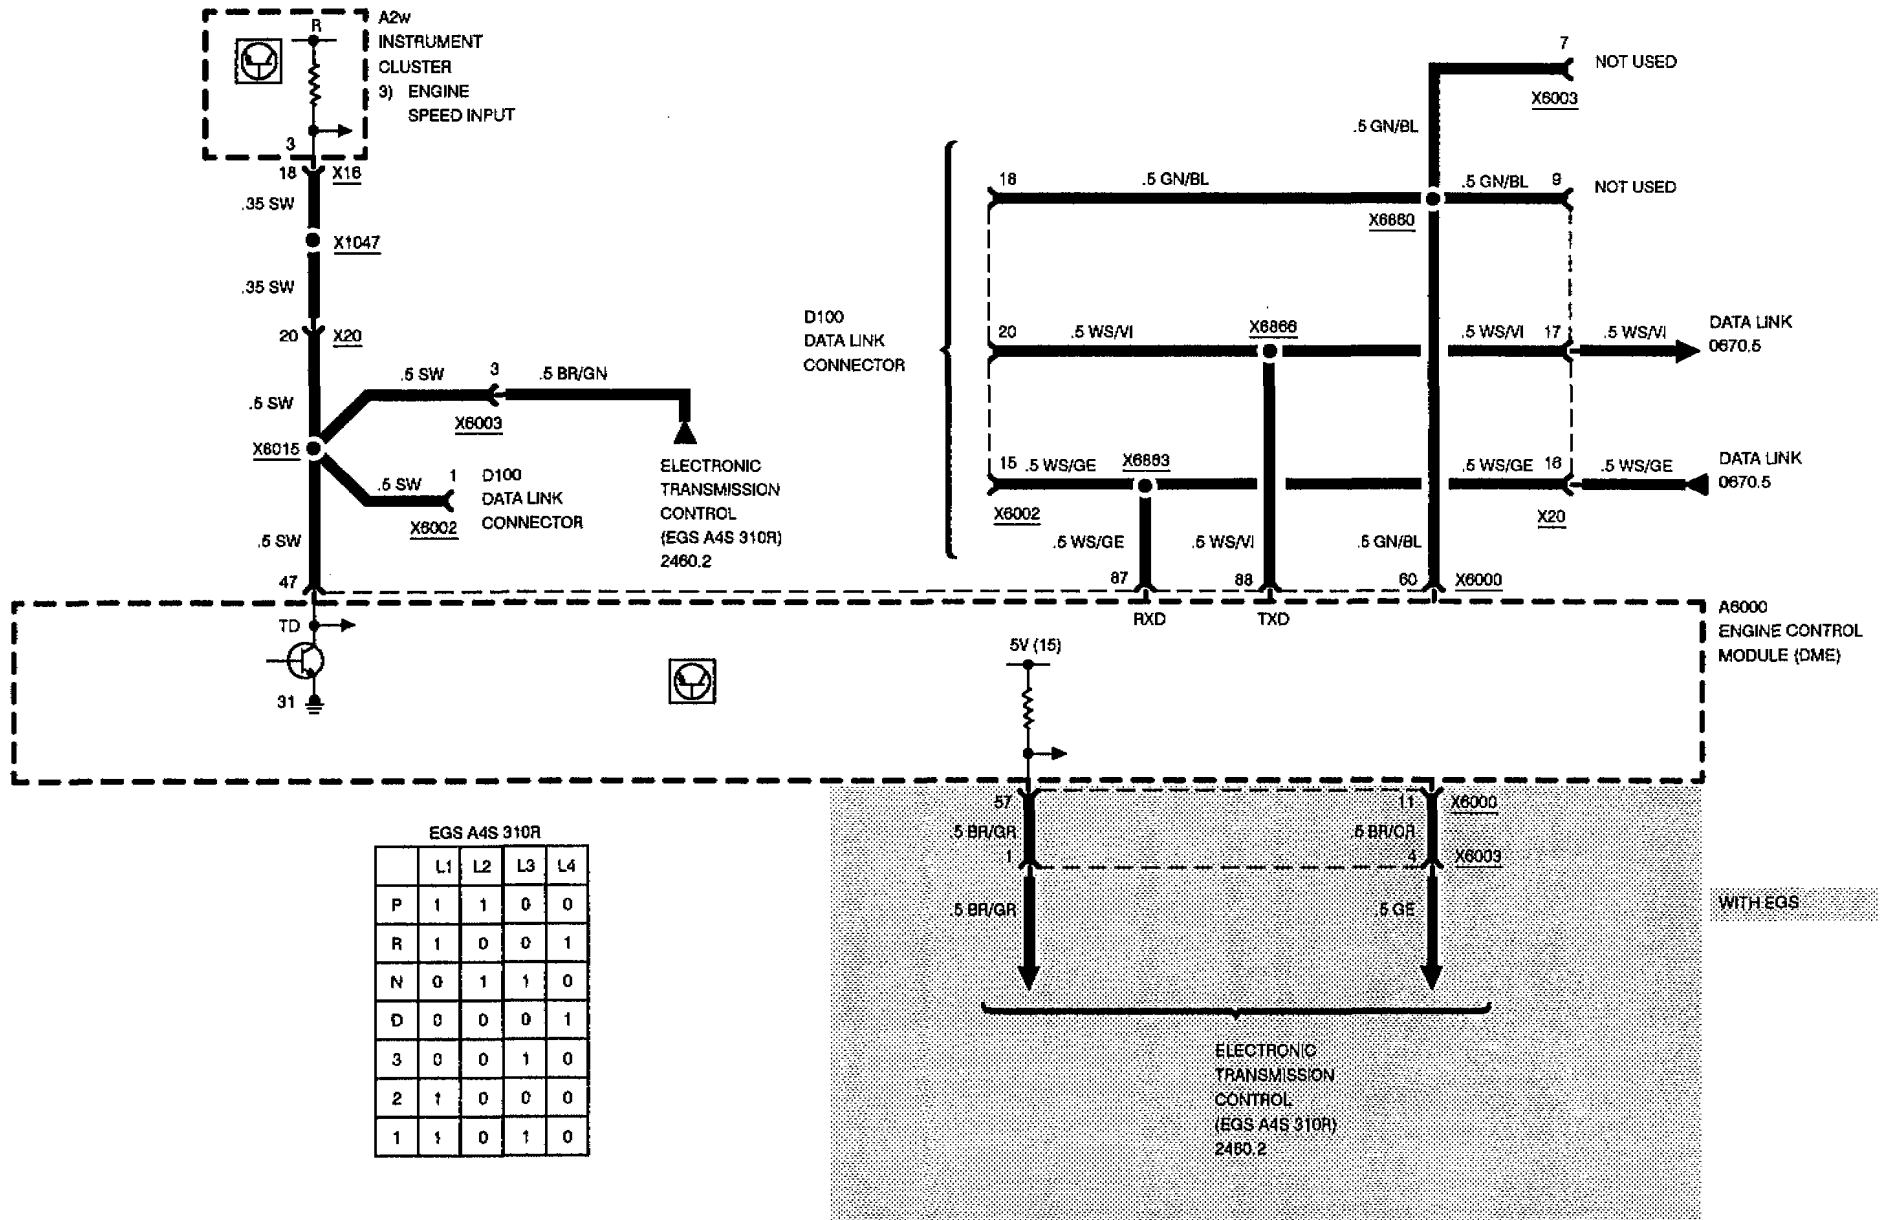 A2w
INSTRUMENT
CLUSTER
3) ENGINE
SPEED INPUT
R
3
18 X16
.35 SW
X1047
.35 SW
20 X20
.5 SW
.5 SW 3 .5 BR/GN
X6003
X6015
.5 SW 1
X6002
D100
DATA LINK
CONNECTOR
ELECTRONIC
TRANSMISSION
CONTROL
(EGS A4S 310R)
2460.2
.5 SW
47
TD
31
D100
DATA LINK
CONNECTOR
7 NOT USED
X6003
.5 GN/BL
18 .5 GN/BL .5 GN/BL 9 NOT USED
X6860
20 .5 WS/VI X6866 .5 WS/VI 17 .5 WS/VI
DATA LINK
0670.5
15 .5 WS/GE X6883 .5 WS/GE 16 .5 WS/GE
DATA LINK
0670.5
X6002 X20
.5 WS/GE .5 WS/VI .5 GN/BL
87 88 60 X6000
RXD TXD
A6000
ENGINE CONTROL
MODULE (DME)
5V (15)
57 11 X6000
.5 BR/GR .5 BR/OR
1 4 X6003
.5 BR/GR .5 GE
WITH EGS
ELECTRONIC
TRANSMISSION
CONTROL
(EGS A4S 310R)
2460.2
EGS A4S 310R
L1 L2 L3 L4
P 1 1 0 0
R 1 0 0 1
N 0 1 1 0
D 0 0 0 1
3 0 0 1 0
2 1 0 0 0
1 1 0 1 0